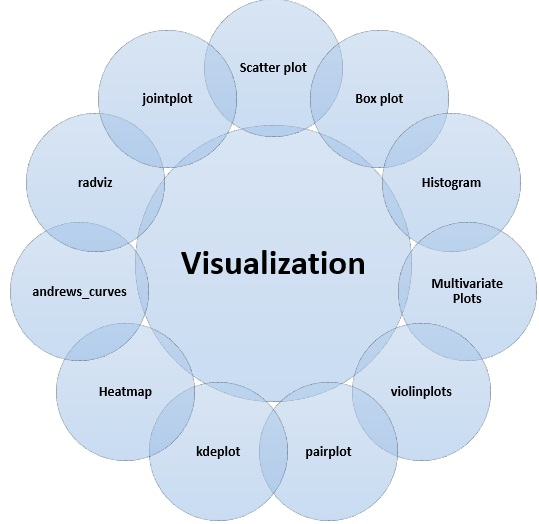 Scatter plot
Box plot
Histogram
Multivariate
Plots
violinplots
pairplot
kdeplot
Heatmap
andrews_curves
radviz
jointplot
Visualization